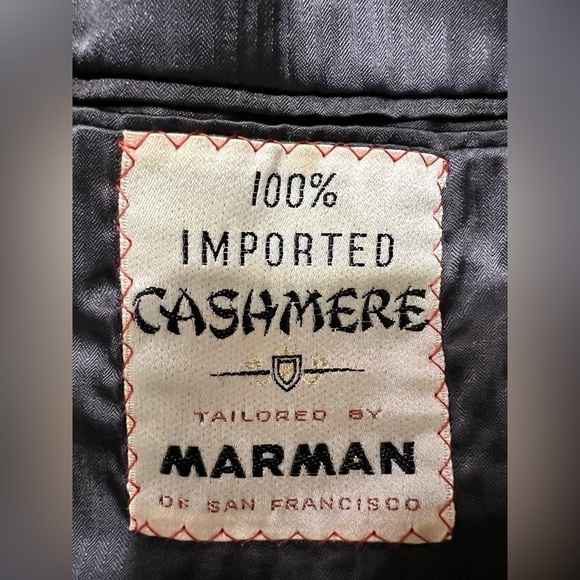 100%
IMPORTED
CASHMERE
TAILORED BY
MARMAN
OF SAN FRANCISCO